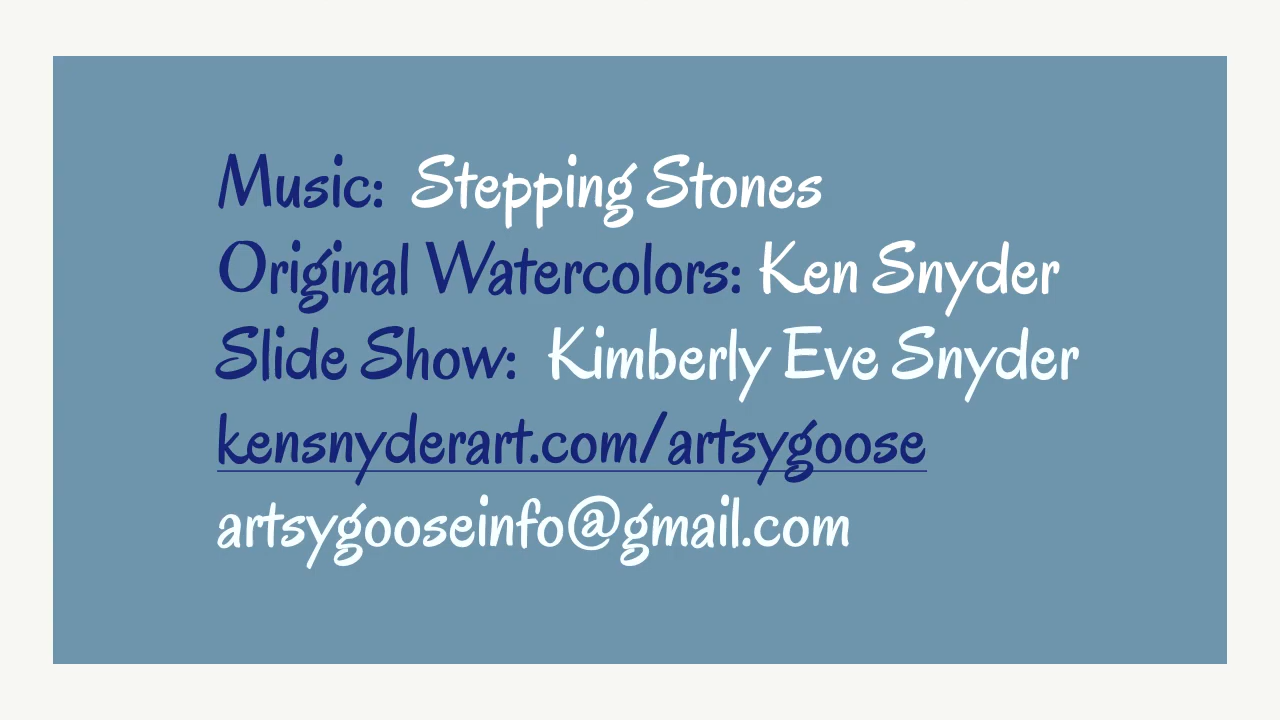 Music: Stepping Stones
Original Watercolors: Ken Snyder
Slide Show: Kimberly Eve Snyder
kensnyderart.com/artsygoose
artsygooseinfo@gmail.com